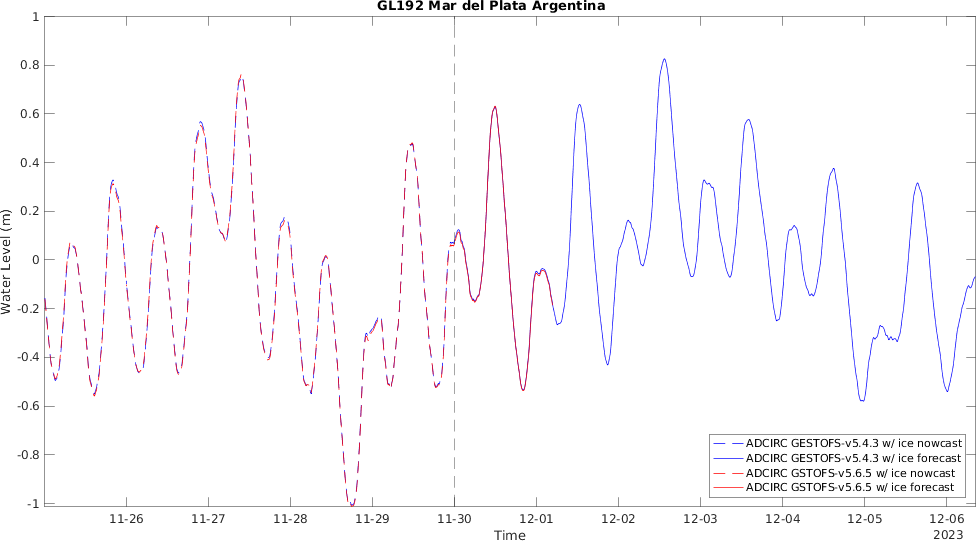 GL192 Mar del Plata Argentina
1
0.8
0.6
0.4
0.2
0
-0.2
-0.4
-0.6
-0.8
-1
Water Level (m)
ADCIRC GESTOFS-v5.4.3 w/ ice nowcast
ADCIRC GESTOFS-v5.4.3 w/ ice forecast
ADCIRC GSTOFS-v5.6.5 w/ ice nowcast
ADCIRC GSTOFS-v5.6.5 w/ ice forecast
11-26 11-27 11-28 11-29 11-30 12-01 12-02 12-03 12-04 12-05 12-06
Time 2023